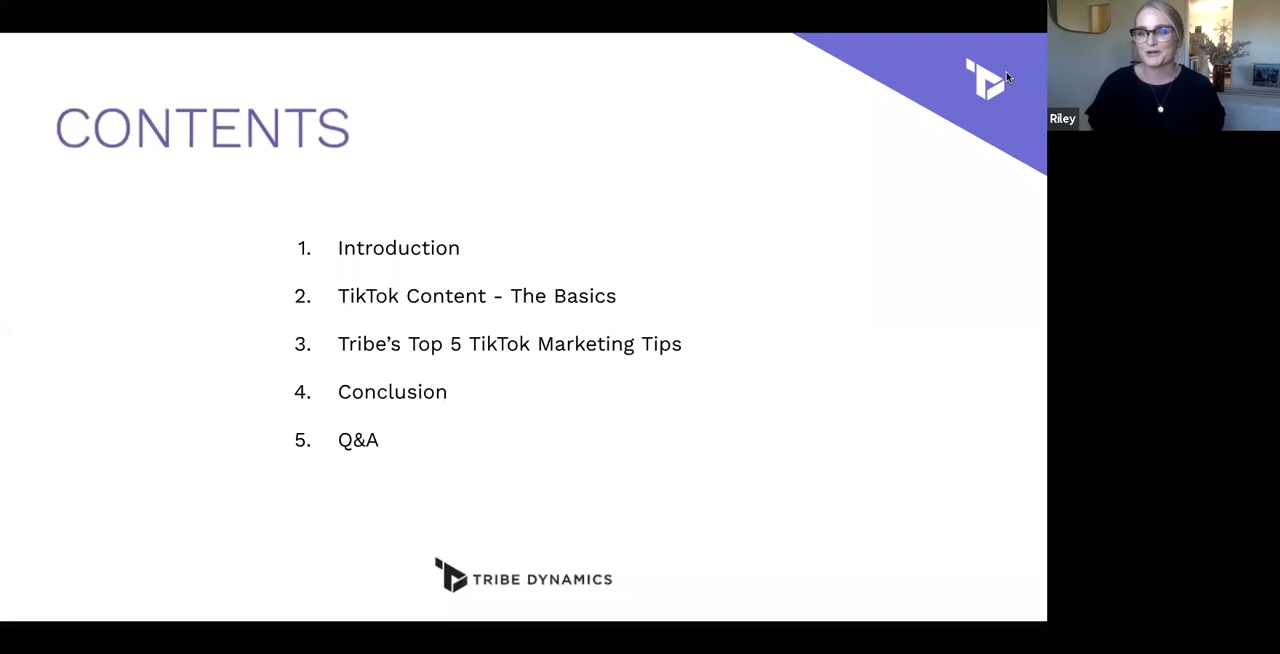 CONTENTS
1. Introduction
2. TikTok Content - The Basics
3. Tribe’s Top 5 TikTok Marketing Tips
4. Conclusion
5. Q&A
TRIBE DYNAMICS
Riley